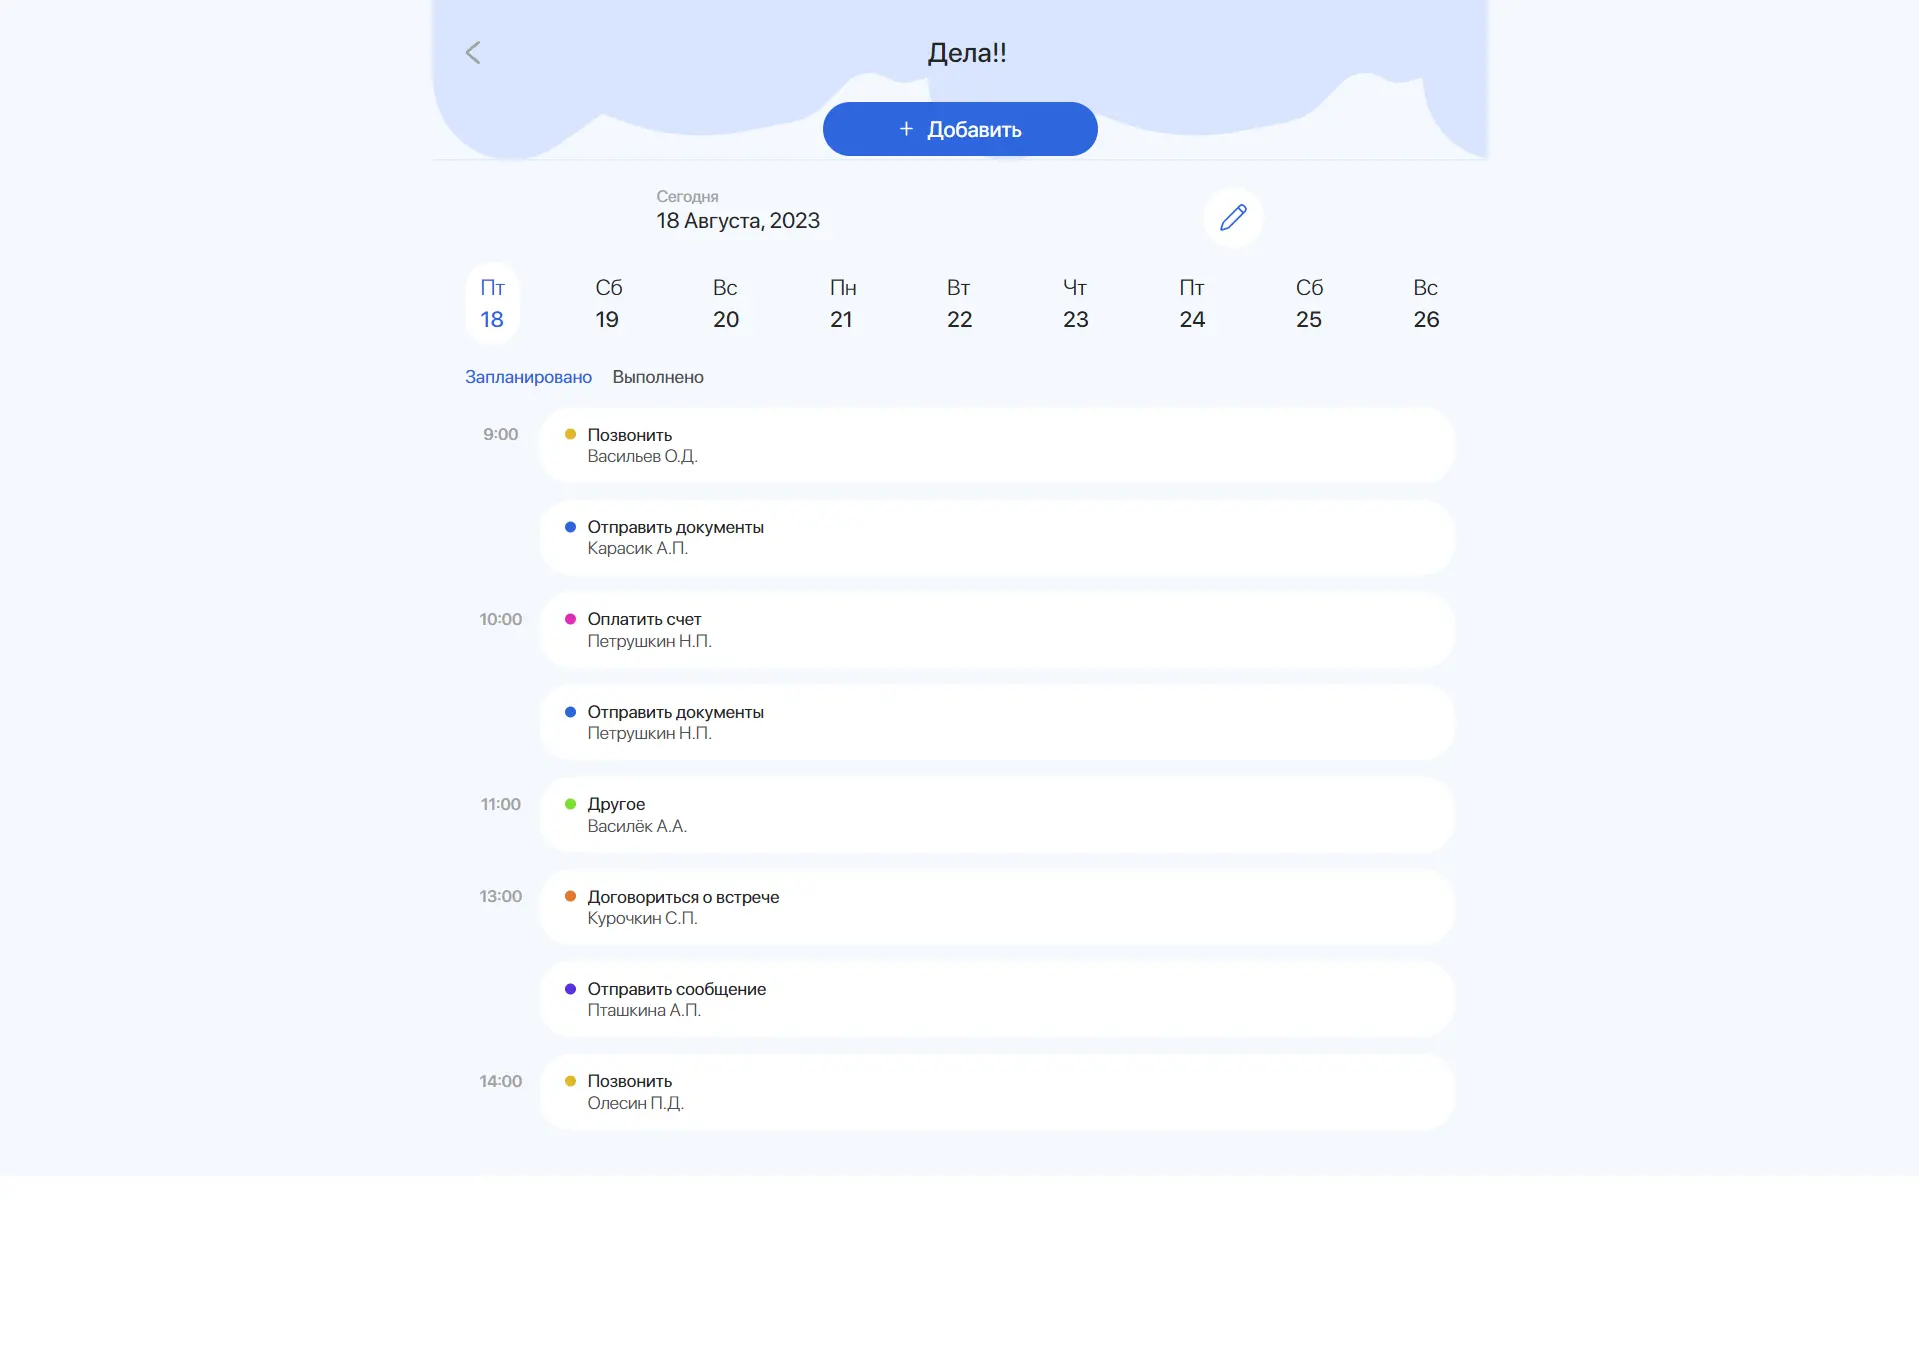 Дела!!
+ Добавить
Сегодня
18 Августа, 2023
Пт Сб Вс Пн Вт Чт Пт Сб Вс
18 19 20 21 22 23 24 25 26
Запланировано Выполнено
9:00 Позвонить
Васильев О.Д.
Отправить документы
Карасик А.П.
10:00 Оплатить счет
Петрушкин Н.П.
Отправить документы
Петрушкин Н.П.
11:00 Другое
Василёк А.А.
13:00 Договориться о встрече
Курочкин С.П.
Отправить сообщение
Пташкина А.П.
14:00 Позвонить
Олесин П.Д.